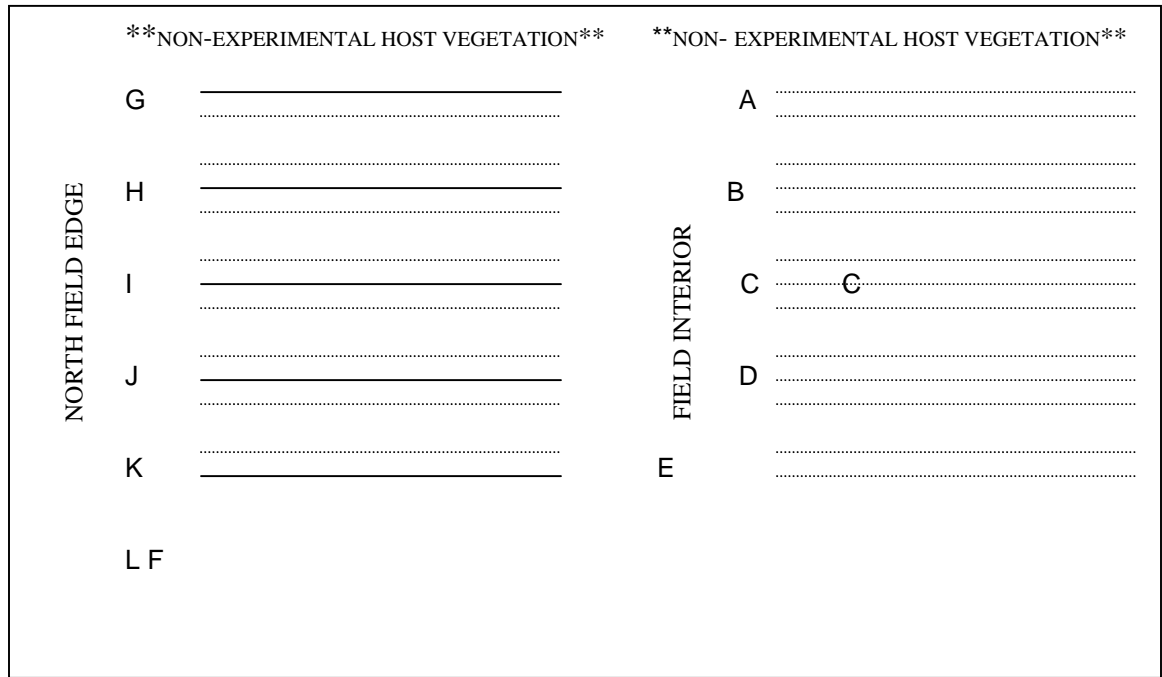 **NON-EXPERIMENTAL HOST VEGETATION**
G
H
I
J
K
L F
NORTH FIELD EDGE
**NON- EXPERIMENTAL HOST VEGETATION**
A
B
C C
D
E
FIELD INTERIOR